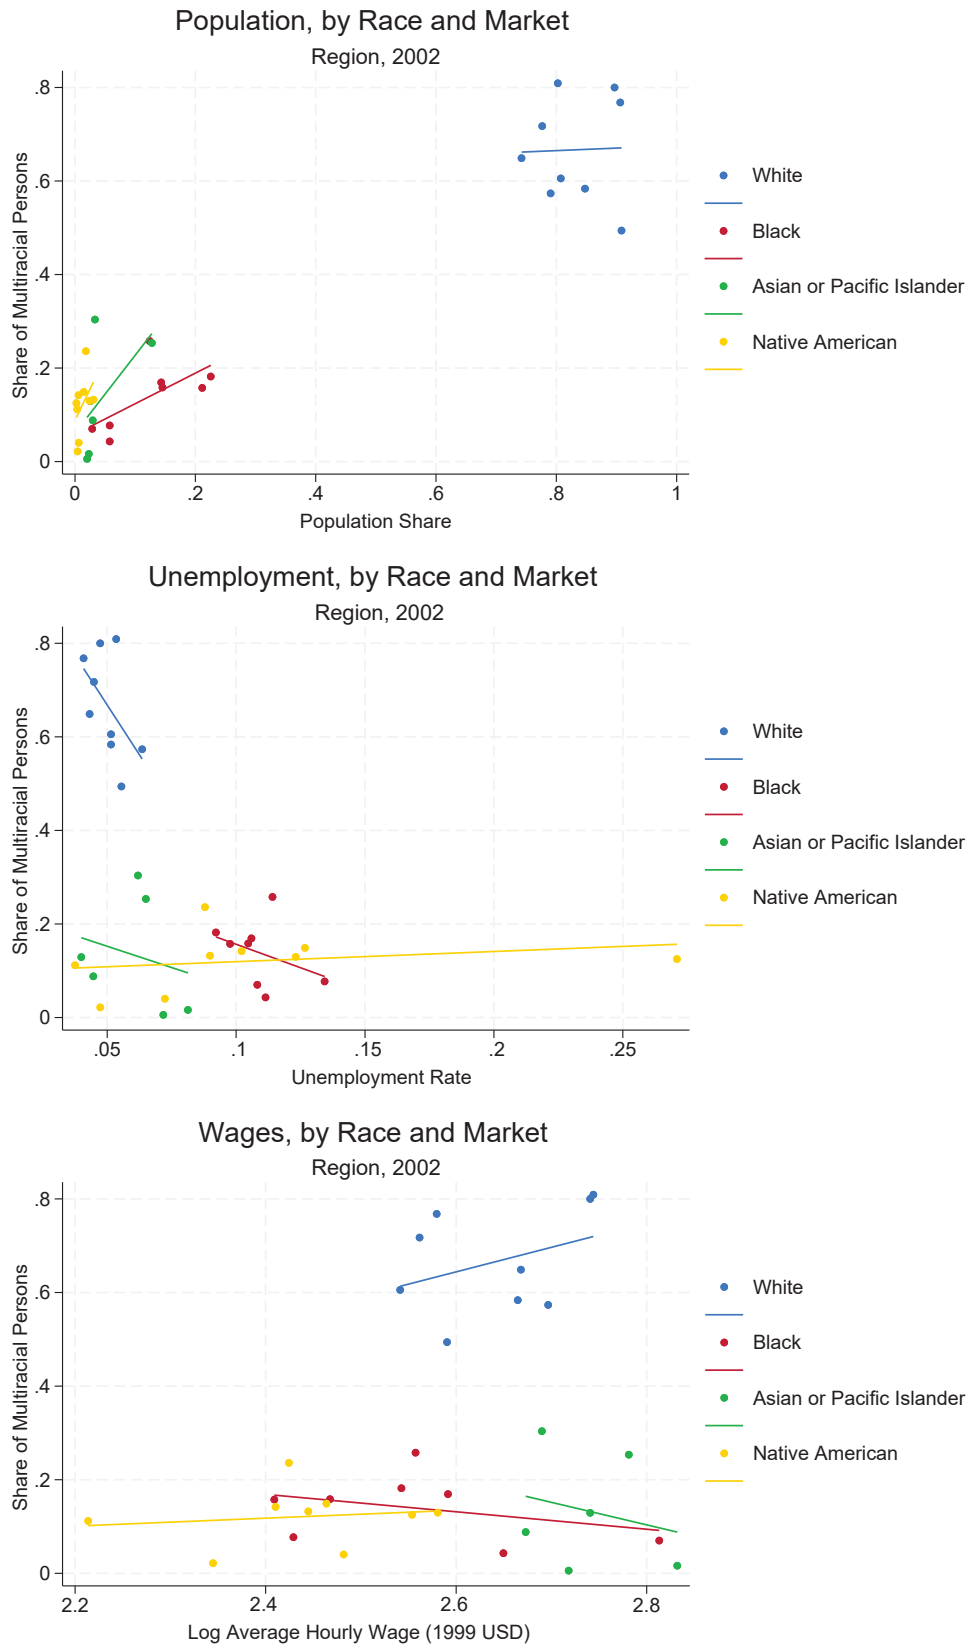 Population, by Race and Market
Region, 2002
Share of Multiracial Persons
.8
.6
.4
.2
0
0 .2 .4 .6 .8 1
Population Share
White
Black
Asian or Pacific Islander
Native American
Unemployment, by Race and Market
Region, 2002
Share of Multiracial Persons
.8
.6
.4
.2
0
.05 .1 .15 .2 .25
Unemployment Rate
White
Black
Asian or Pacific Islander
Native American
Wages, by Race and Market
Region, 2002
Share of Multiracial Persons
.8
.6
.4
.2
0
2.2 2.4 2.6 2.8
Log Average Hourly Wage (1999 USD)
White
Black
Asian or Pacific Islander
Native American